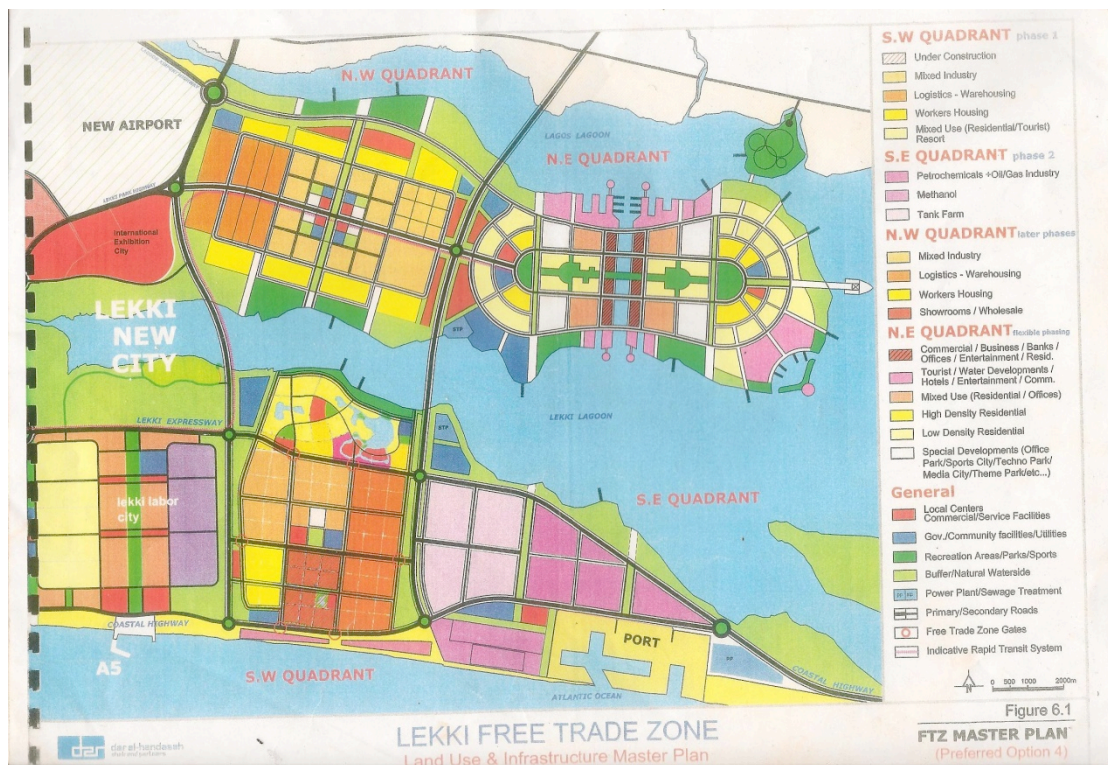 N.W QUADRANT
NEW AIRPORT
LAGOS LAGOON
N.E QUADRANT
LEKKI PARK HIGHWAY
International
Exhibition
City
LEKKI
NEW
CITY
STP
LEKKI EXPRESSWAY
STP
LEKKI LAGOON
S.E QUADRANT
lekki labor
city
COASTAL HIGHWAY
A5
S.W QUADRANT
PORT
ATLANTIC OCEAN
COASTAL HIGHWAY
S.W QUADRANT phase 1
Under Construction
Mixed Industry
Logistics - Warehousing
Workers Housing
Mixed Use (Residential/Tourist)
Resort
S.E QUADRANT phase 2
Petrochemicals +Oil/Gas Industry
Methanol
Tank Farm
N.W QUADRANT later phases
Mixed Industry
Logistics - Warehousing
Workers Housing
Showrooms / Wholesale
N.E QUADRANT flexible phasing
Commercial / Business / Banks /
Offices / Entertainment / Resid.
Tourist / Water Developments /
Hotels / Entertainment / Comm.
Mixed Use (Residential / Offices)
High Density Residential
Low Density Residential
Special Developments (Office
Park/Sports City/Techno Park/
Media City/Theme Park/etc...)
General
Local Centers
Commercial/Service Facilities
Gov./Community facilities/Utilities
Recreation Areas/Parks/Sports
Buffer/Natural Waterside
Power Plant/Sewage Treatment
Primary/Secondary Roads
Free Trade Zone Gates
Indicative Rapid Transit System
N
0 500 1000 2000m
Figure 6.1
FTZ MASTER PLAN
(Preferred Option 4)
dar dar al-handasah
LEKKI FREE TRADE ZONE
Land Use & Infrastructure Master Plan